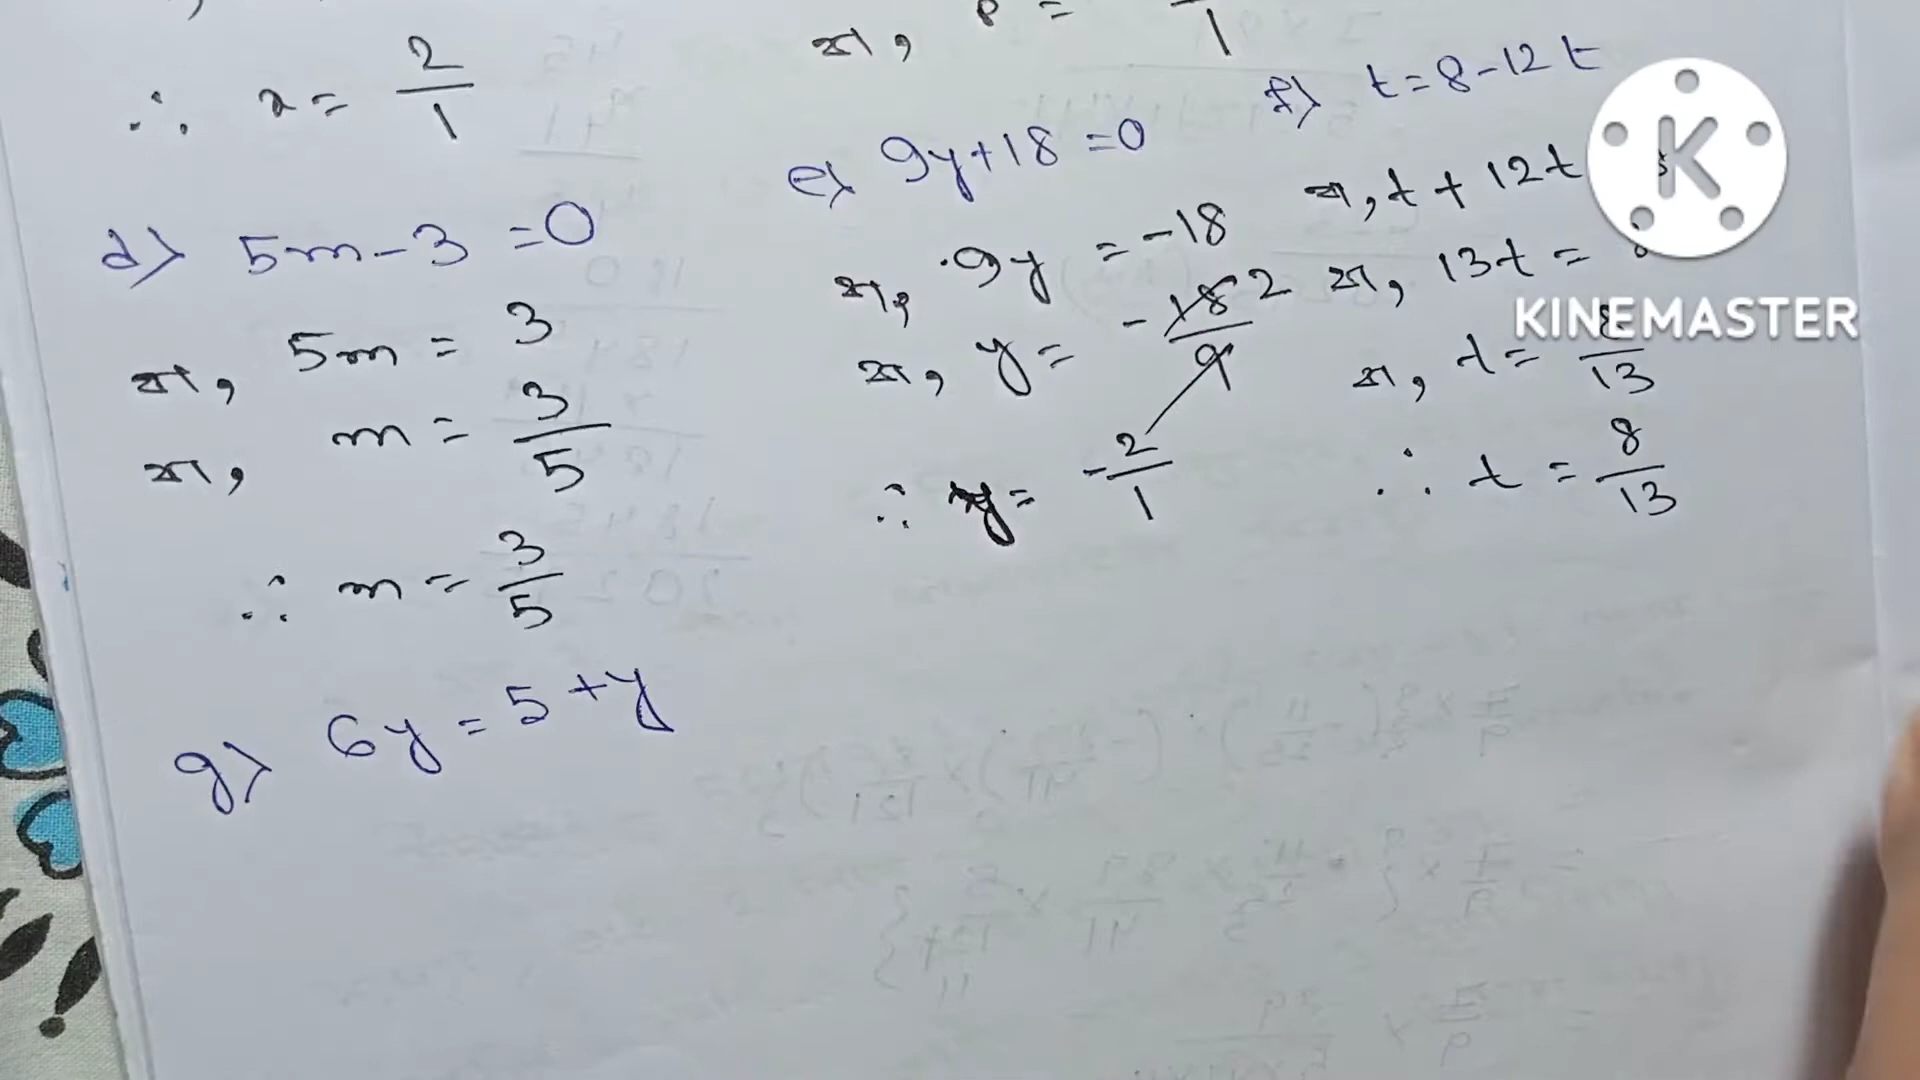 ∴ x = 2/1
d) 5m - 3 = 0
বা, 5m = 3
বা, m = 3/5
∴ m = 3/5
g) 6y = 5 + y
বা, p = /1
e) 9y + 18 = 0
বা, 9y = -18
বা, y = -18/9 2
∴ y = -2/1
f) t = 8 - 12t
বা, t + 12t
বা, 13t =
বা, t = 8/13
∴ t = 8/13
KINEMASTER